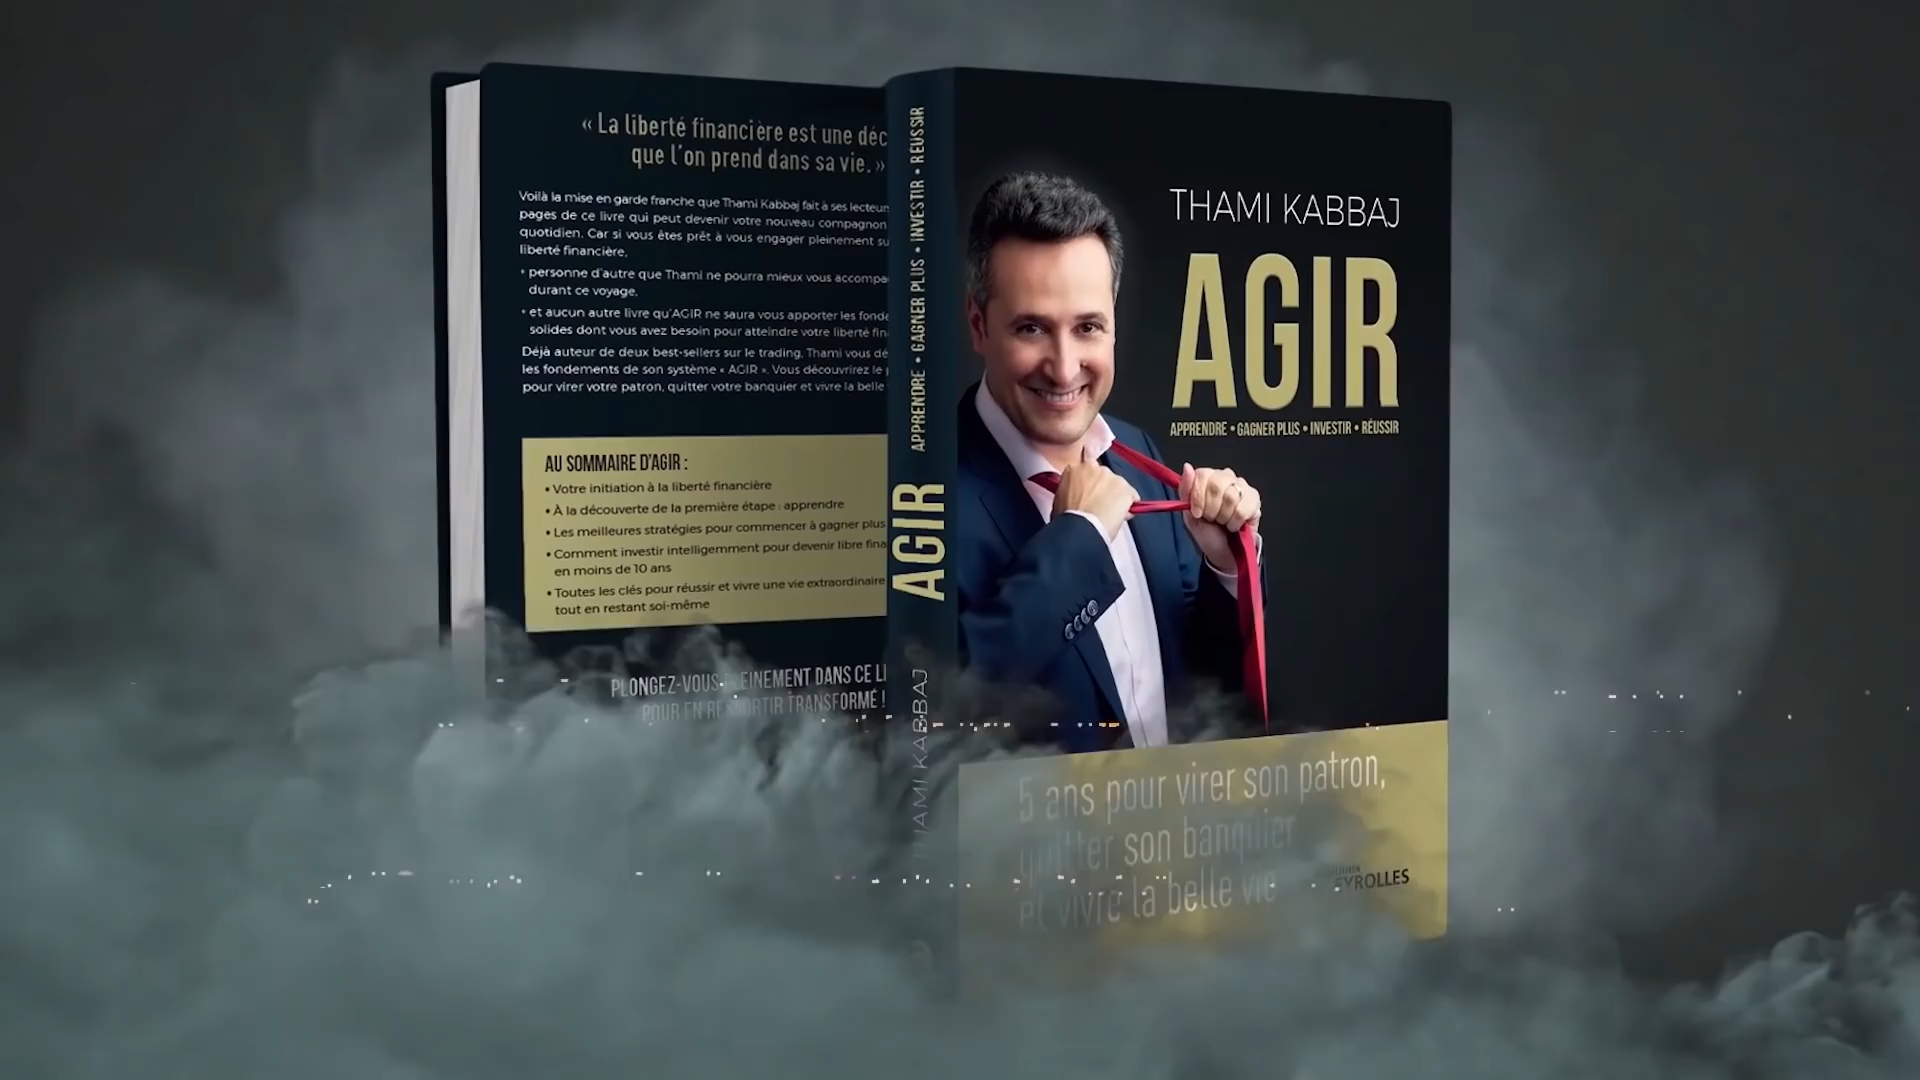 « La liberté financière est une déc
que l'on prend dans sa vie. »
Voilà la mise en garde franche que Thami Kabbaj fait à ses lecteur
pages de ce livre qui peut devenir votre nouveau compagnon
quotidien. Car si vous êtes prêt à vous engager pleinement su
liberté financière,
• personne d'autre que Thami ne pourra mieux vous accompa
durant ce voyage,
• et aucun autre livre qu'AGIR ne saura vous apporter les fonde
solides dont vous avez besoin pour atteindre votre liberté fin
Déjà auteur de deux best-sellers sur le trading, Thami vous dé
les fondements de son système « AGIR ». Vous découvrirez le
pour virer votre patron, quitter votre banquier et vivre la belle
AU SOMMAIRE D'AGIR :
• Votre initiation à la liberté financière
• À la découverte de la première étape : apprendre
• Les meilleures stratégies pour commencer à gagner plus
• Comment investir intelligemment pour devenir libre fina
en moins de 10 ans
• Toutes les clés pour réussir et vivre une vie extraordinaire
tout en restant soi-même
PLONGEZ-VOUS PLEINEMENT DANS CE LI
POUR EN RESSORTIR TRANSFORMÉ !
APPRENDRE • GAGNER PLUS • INVESTIR • RÉUSSIR
AGIR
THAMI KABBAJ
THAMI KABBAJ
AGIR
APPRENDRE • GAGNER PLUS • INVESTIR • RÉUSSIR
5 ans pour virer son patron,
quitter son banquier
et vivre la belle vie
EYROLLES